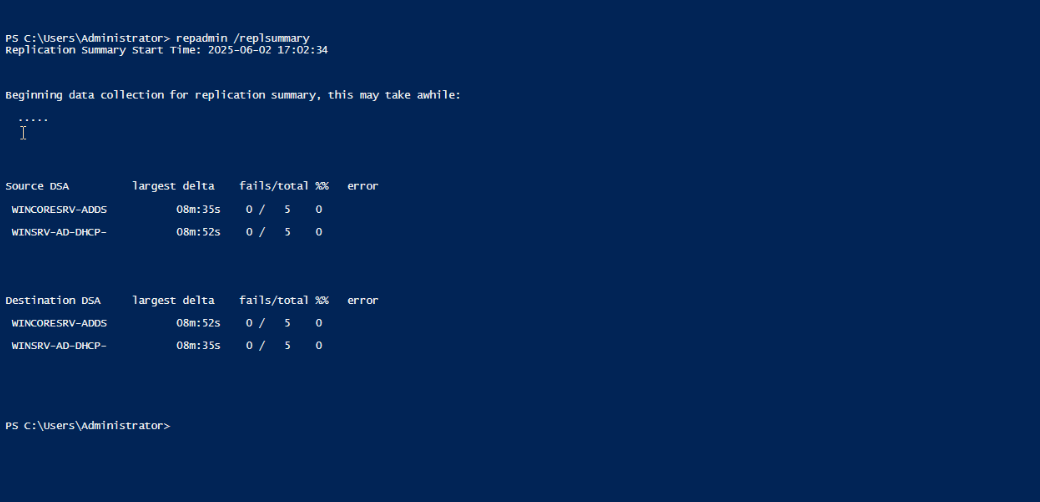 PS C:\Users\Administrator> repadmin /replsummary
Replication Summary Start Time: 2025-06-02 17:02:34
Beginning data collection for replication summary, this may take awhile:
.....
Source DSA largest delta fails/total %% error
WINCORESRV-ADDS 08m:35s 0 / 5 0
WINSRV-AD-DHCP- 08m:52s 0 / 5 0
Destination DSA largest delta fails/total %% error
WINCORESRV-ADDS 08m:52s 0 / 5 0
WINSRV-AD-DHCP- 08m:35s 0 / 5 0
PS C:\Users\Administrator>